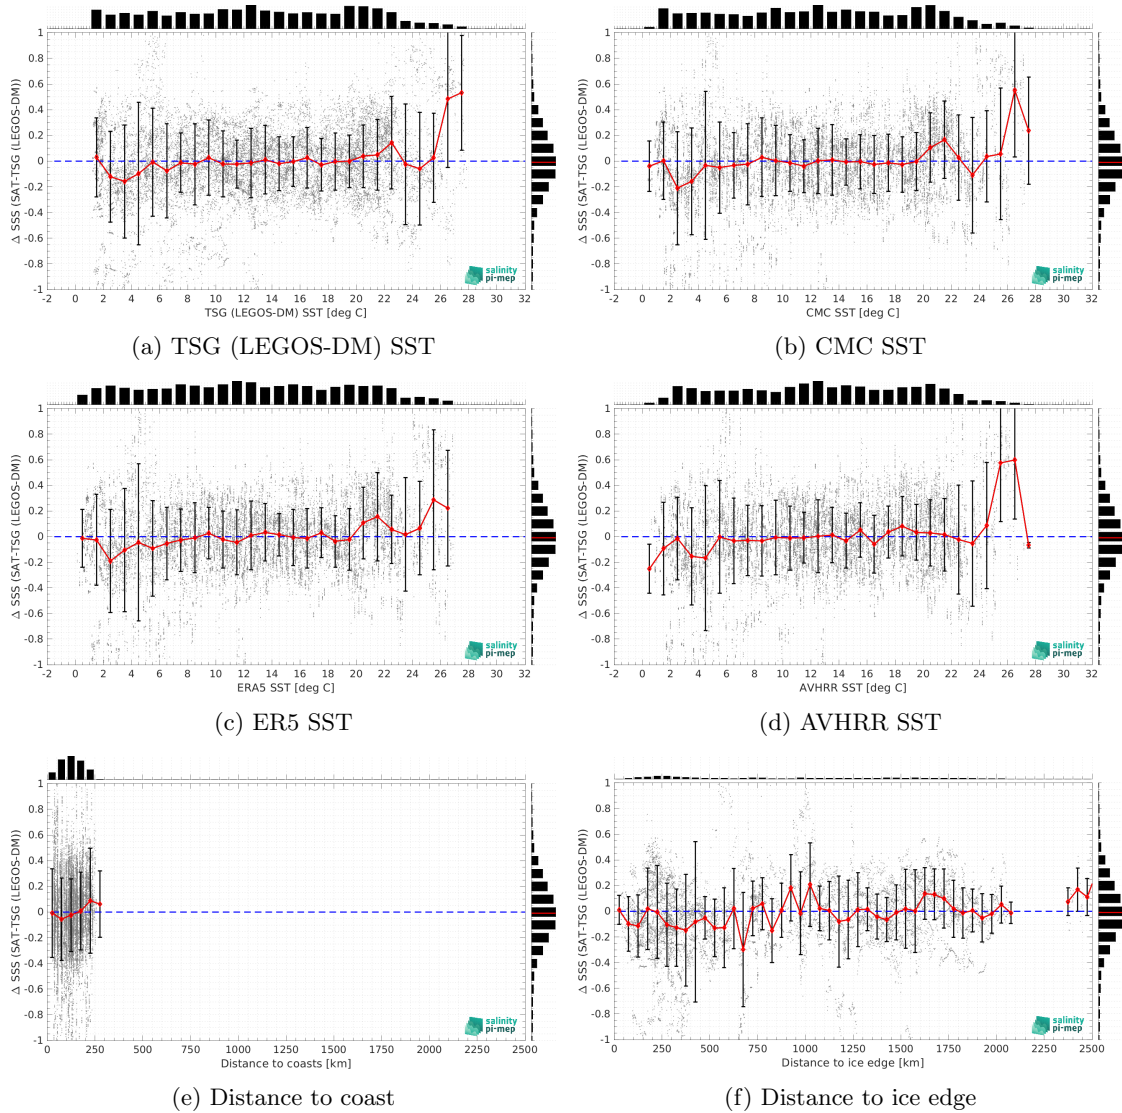 1
0.8
0.6
0.4
0.2
0
-0.2
-0.4
-0.6
-0.8
-1
Δ SSS (SAT-TSG (LEGOS-DM))
-2 0 2 4 6 8 10 12 14 16 18 20 22 24 26 28 30 32
TSG (LEGOS-DM) SST [deg C]
salinity
pi-mep
(a) TSG (LEGOS-DM) SST
1
0.8
0.6
0.4
0.2
0
-0.2
-0.4
-0.6
-0.8
-1
Δ SSS (SAT-TSG (LEGOS-DM))
-2 0 2 4 6 8 10 12 14 16 18 20 22 24 26 28 30 32
CMC SST [deg C]
salinity
pi-mep
(b) CMC SST
1
0.8
0.6
0.4
0.2
0
-0.2
-0.4
-0.6
-0.8
-1
Δ SSS (SAT-TSG (LEGOS-DM))
-2 0 2 4 6 8 10 12 14 16 18 20 22 24 26 28 30 32
ERA5 SST [deg C]
salinity
pi-mep
(c) ER5 SST
1
0.8
0.6
0.4
0.2
0
-0.2
-0.4
-0.6
-0.8
-1
Δ SSS (SAT-TSG (LEGOS-DM))
-2 0 2 4 6 8 10 12 14 16 18 20 22 24 26 28 30 32
AVHRR SST [deg C]
salinity
pi-mep
(d) AVHRR SST
1
0.8
0.6
0.4
0.2
0
-0.2
-0.4
-0.6
-0.8
-1
Δ SSS (SAT-TSG (LEGOS-DM))
0 250 500 750 1000 1250 1500 1750 2000 2250 2500
Distance to coasts [km]
salinity
pi-mep
(e) Distance to coast
1
0.8
0.6
0.4
0.2
0
-0.2
-0.4
-0.6
-0.8
-1
Δ SSS (SAT-TSG (LEGOS-DM))
0 250 500 750 1000 1250 1500 1750 2000 2250 2500
Distance to ice edge [km]
salinity
pi-mep
(f) Distance to ice edge